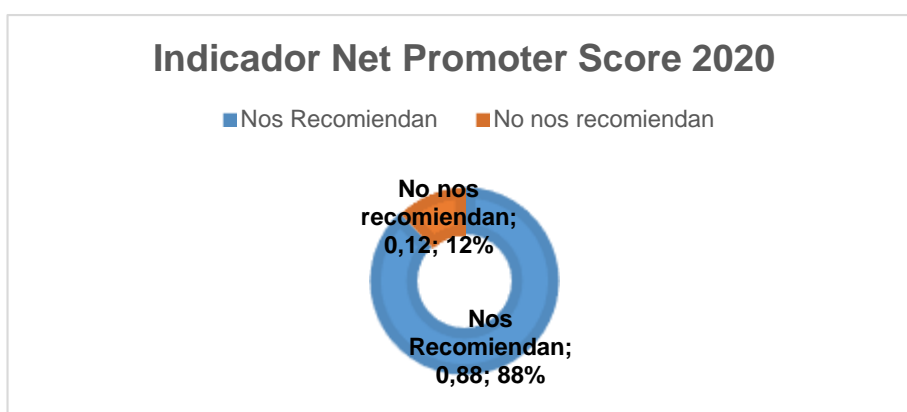 Indicador Net Promoter Score 2020
Nos Recomiendan No nos recomiendan
No nos
recomiendan;
0,12; 12%
Nos
Recomiendan;
0,88; 88%